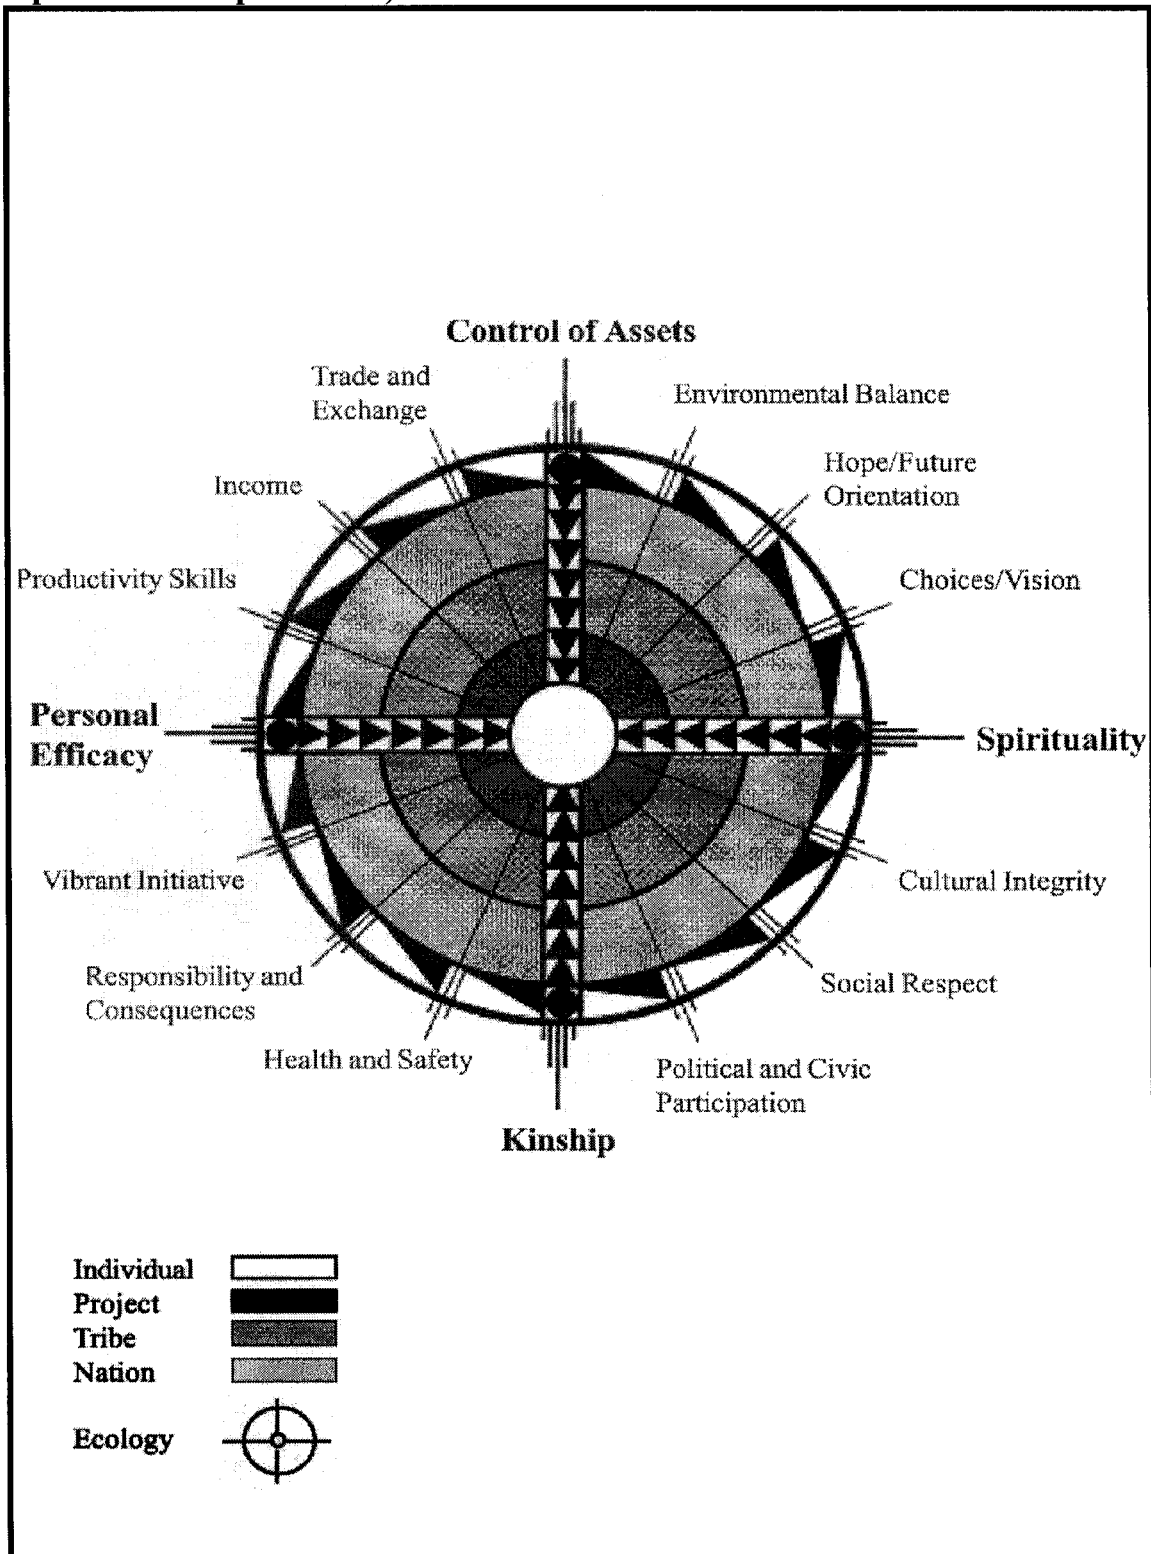 Control of Assets
Trade and
Exchange
Environmental Balance
Hope/Future
Orientation
Income
Choices/Vision
Productivity Skills
Personal
Efficacy
Spirituality
Vibrant Initiative
Cultural Integrity
Responsibility and
Consequences
Social Respect
Health and Safety
Political and Civic
Participation
Kinship
Individual
Project
Tribe
Nation
Ecology